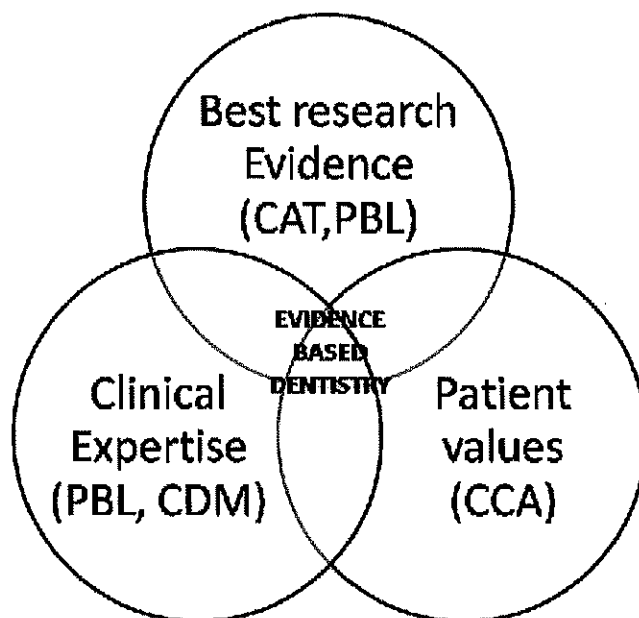 Best research
Evidence
(CAT,PBL)
EVIDENCE
BASED
DENTISTRY
Clinical
Expertise
(PBL, CDM)
Patient
values
(CCA)